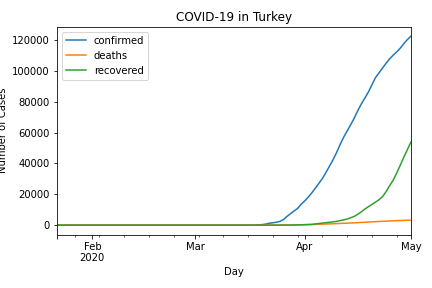 COVID-19 in Turkey
confirmed
deaths
recovered
120000
100000
80000
60000
40000
20000
0
Number of Cases
Feb
2020
Mar
Apr
May
Day